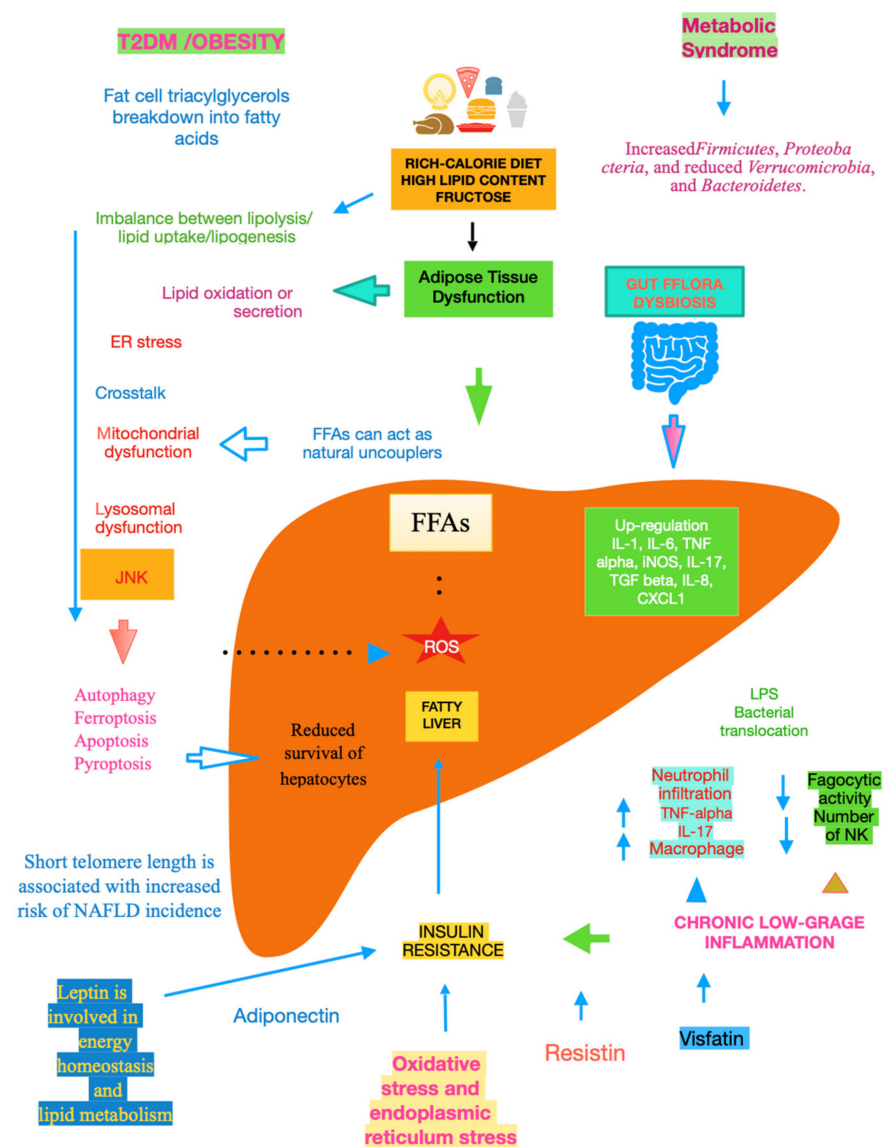 T2DM /OBESITY
Metabolic
Syndrome
Fat cell triacylglycerols
breakdown into fatty
acids
RICH-CALORIE DIET
HIGH LIPID CONTENT
FRUCTOSE
IncreasedFirmicutes, Proteoba
cteria, and reduced Verrucomicrobia,
and Bacteroidetes.
Imbalance between lipolysis/
lipid uptake/lipogenesis
Adipose Tissue
Dysfunction
GUT FFLORA
DYSBIOSIS
Lipid oxidation or
secretion
ER stress
Crosstalk
Mitochondrial
dysfunction
FFAs can act as
natural uncouplers
Lysosomal
dysfunction
JNK
FFAs
Up-regulation
IL-1, IL-6, TNF
alpha, iNOS, IL-17,
TGF beta, IL-8,
CXCL1
ROS
Autophagy
Ferroptosis
Apoptosis
Pyroptosis
Reduced
survival of
hepatocytes
FATTY
LIVER
LPS
Bacterial
translocation
Neutrophil
infiltration
TNF-alpha
IL-17
Macrophage
Fagocytic
activity
Number
of NK
Short telomere length is
associated with increased
risk of NAFLD incidence
INSULIN
RESISTANCE
CHRONIC LOW-GRAGE
INFLAMMATION
Leptin is
involved in
energy
homeostasis
and
lipid metabolism
Adiponectin
Oxidative
stress and
endoplasmic
reticulum stress
Resistin
Visfatin